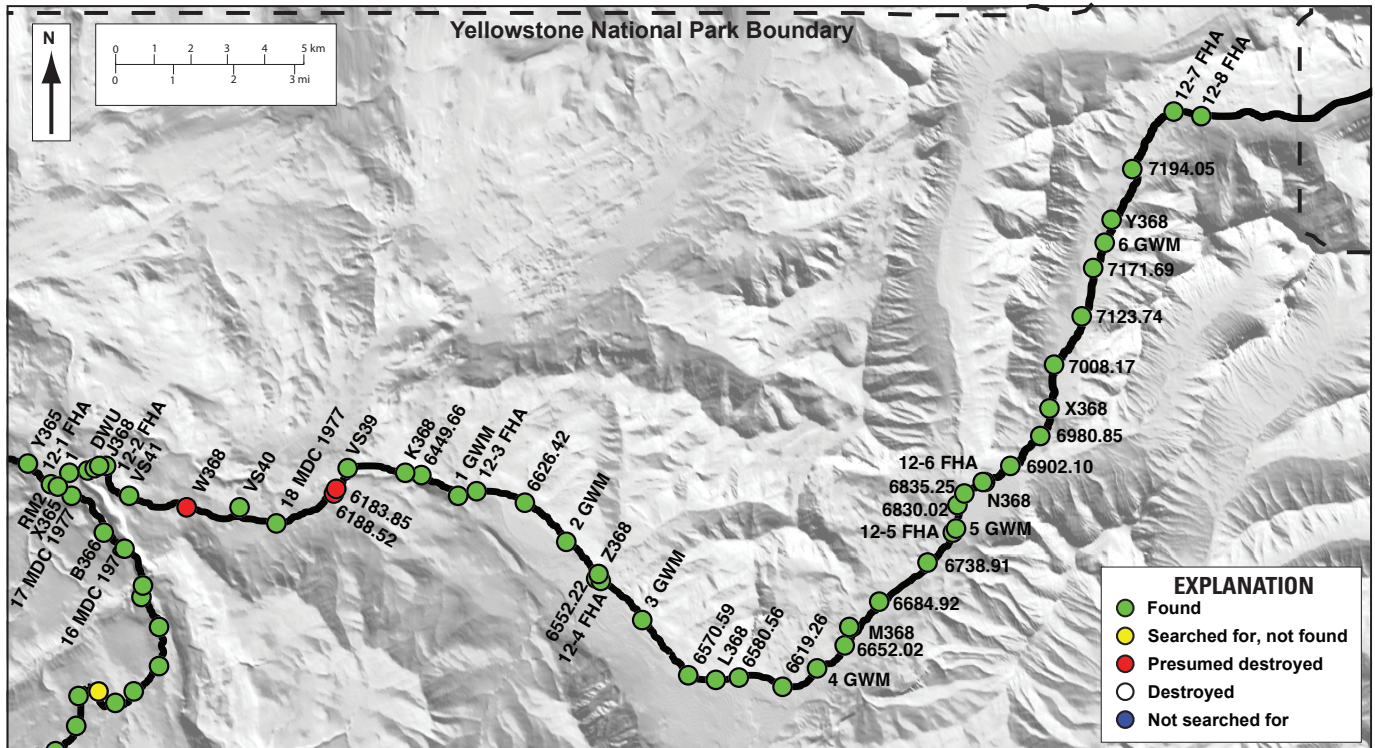 Yellowstone National Park Boundary
N
0 1 2 3 4 5 km
0 1 2 3 mi
12-7 FHA
12-8 FHA
7194.05
Y368
6 GWM
7171.69
7123.74
7008.17
X368
6980.85
6902.10
12-6 FHA
N368
6835.25
6830.02
12-5 FHA
5 GWM
6738.91
6684.92
M368
6652.02
4 GWM
6619.26
6580.56
L368
6570.59
3 GWM
Z368
6552.22
12-4 FHA
2 GWM
6626.42
12-3 FHA
1 GWM
6449.66
K368
VS39
6183.85
6188.52
18 MDC 1977
VS40
W368
VS41
12-2 FHA
J368
DWU
1
12-1 FHA
Y365
RM2
X365
17 MDC 1977
B366
16 MDC 1977
EXPLANATION
Found
Searched for, not found
Presumed destroyed
Destroyed
Not searched for